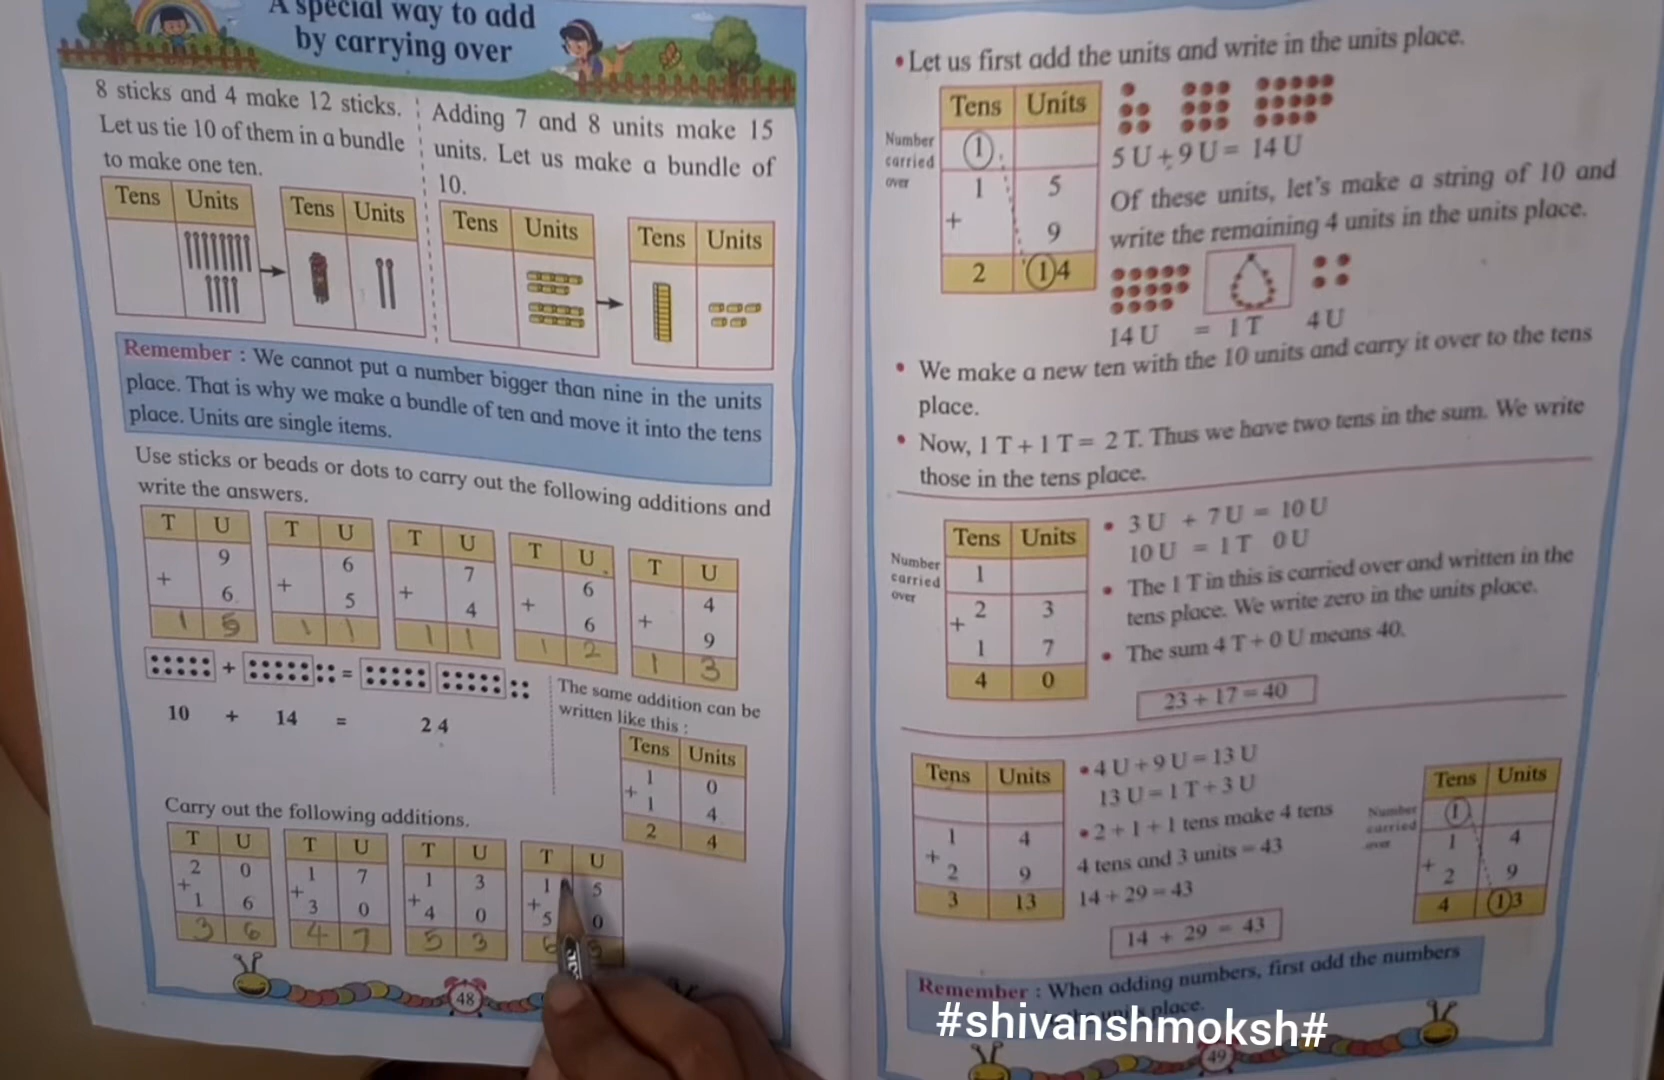 A special way to add
by carrying over
8 sticks and 4 make 12 sticks.
Let us tie 10 of them in a bundle
to make one ten.
Tens Units
Tens Units
Adding 7 and 8 units make 15
units. Let us make a bundle of
10.
Tens Units
Tens Units
Remember : We cannot put a number bigger than nine in the units
place. That is why we make a bundle of ten and move it into the tens
place. Units are single items.
Use sticks or beads or dots to carry out the following additions and
write the answers.
T U
9
+ 6
1 5
T U
6
+ 5
1 1
T U
7
+ 4
1 1
T U
6
+ 6
1 2
T U
4
+ 9
1 3
+ =
10 + 14 = 24
The same addition can be
written like this :
Tens Units
1 0
+ 1 4
2 4
Carry out the following additions.
T U
2 0
+ 1 6
3 6
T U
1 7
+ 3 0
4 7
T U
1 3
+ 4 0
5 3
T U
1 5
+ 5 0
6
48
• Let us first add the units and write in the units place.
Tens Units
Number carried over
1
1 5
+ 9
2 14
5 U + 9 U = 14 U
Of these units, let's make a string of 10 and
write the remaining 4 units in the units place.
14 U = 1 T 4 U
• We make a new ten with the 10 units and carry it over to the tens
place.
• Now, 1 T + 1 T = 2 T. Thus we have two tens in the sum. We write
those in the tens place.
Tens Units
Number carried over
1
2 3
+ 1 7
4 0
• 3 U + 7 U = 10 U
10 U = 1 T 0 U
• The 1 T in this is carried over and written in the
tens place. We write zero in the units place.
• The sum 4 T + 0 U means 40.
23 + 17 = 40
Tens Units
1 4
+ 2 9
3 13
• 4 U + 9 U = 13 U
13 U = 1 T + 3 U
• 2 + 1 + 1 tens make 4 tens
4 tens and 3 units = 43
14 + 29 = 43
14 + 29 = 43
Tens Units
Number carried over
1
1 4
+ 2 9
4 13
Remember : When adding numbers, first add the numbers
place.
#shivanshmoksh#
49